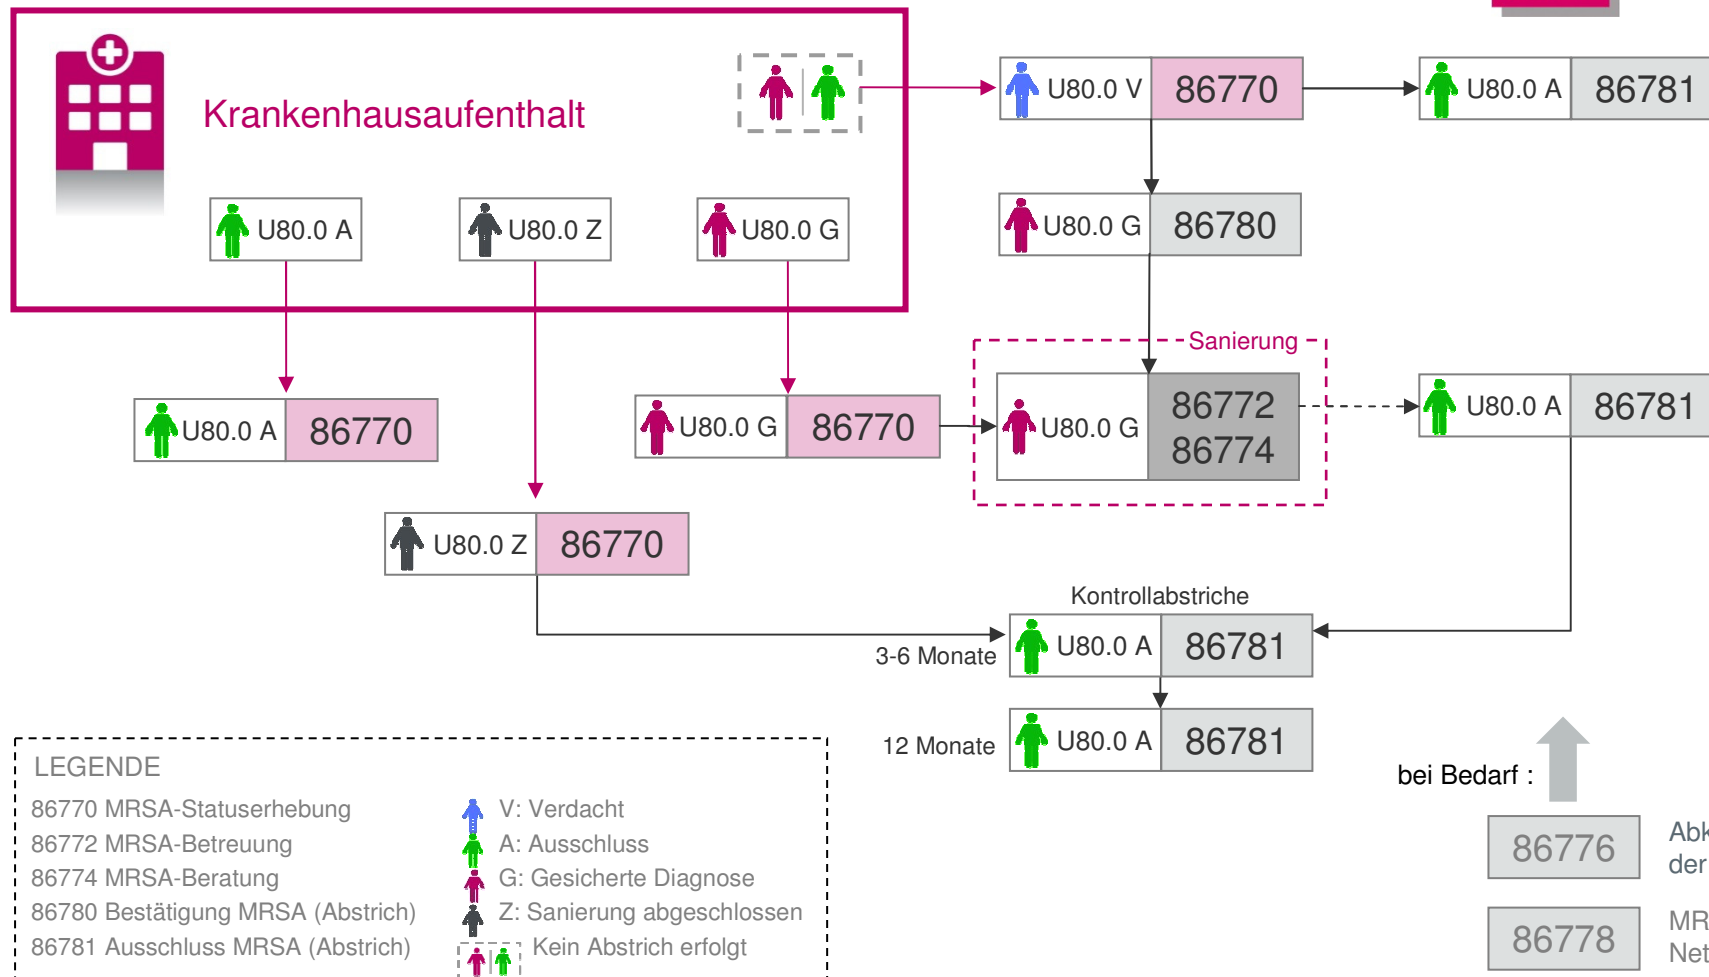 Krankenhausaufenthalt
U80.0 V 86770
U80.0 A 86781
U80.0 A
U80.0 Z
U80.0 G
U80.0 G 86780
Sanierung
U80.0 A 86770
U80.0 G 86770
U80.0 G
86772
86774
U80.0 A 86781
U80.0 Z 86770
Kontrollabstriche
3-6 Monate
U80.0 A 86781
12 Monate
U80.0 A 86781
bei Bedarf :
86776
der
86778
LEGENDE
86770 MRSA-Statuserhebung
86772 MRSA-Betreuung
86774 MRSA-Beratung
86780 Bestätigung MRSA (Abstrich)
86781 Ausschluss MRSA (Abstrich)
V: Verdacht
A: Ausschluss
G: Gesicherte Diagnose
Z: Sanierung abgeschlossen
Kein Abstrich erfolgt